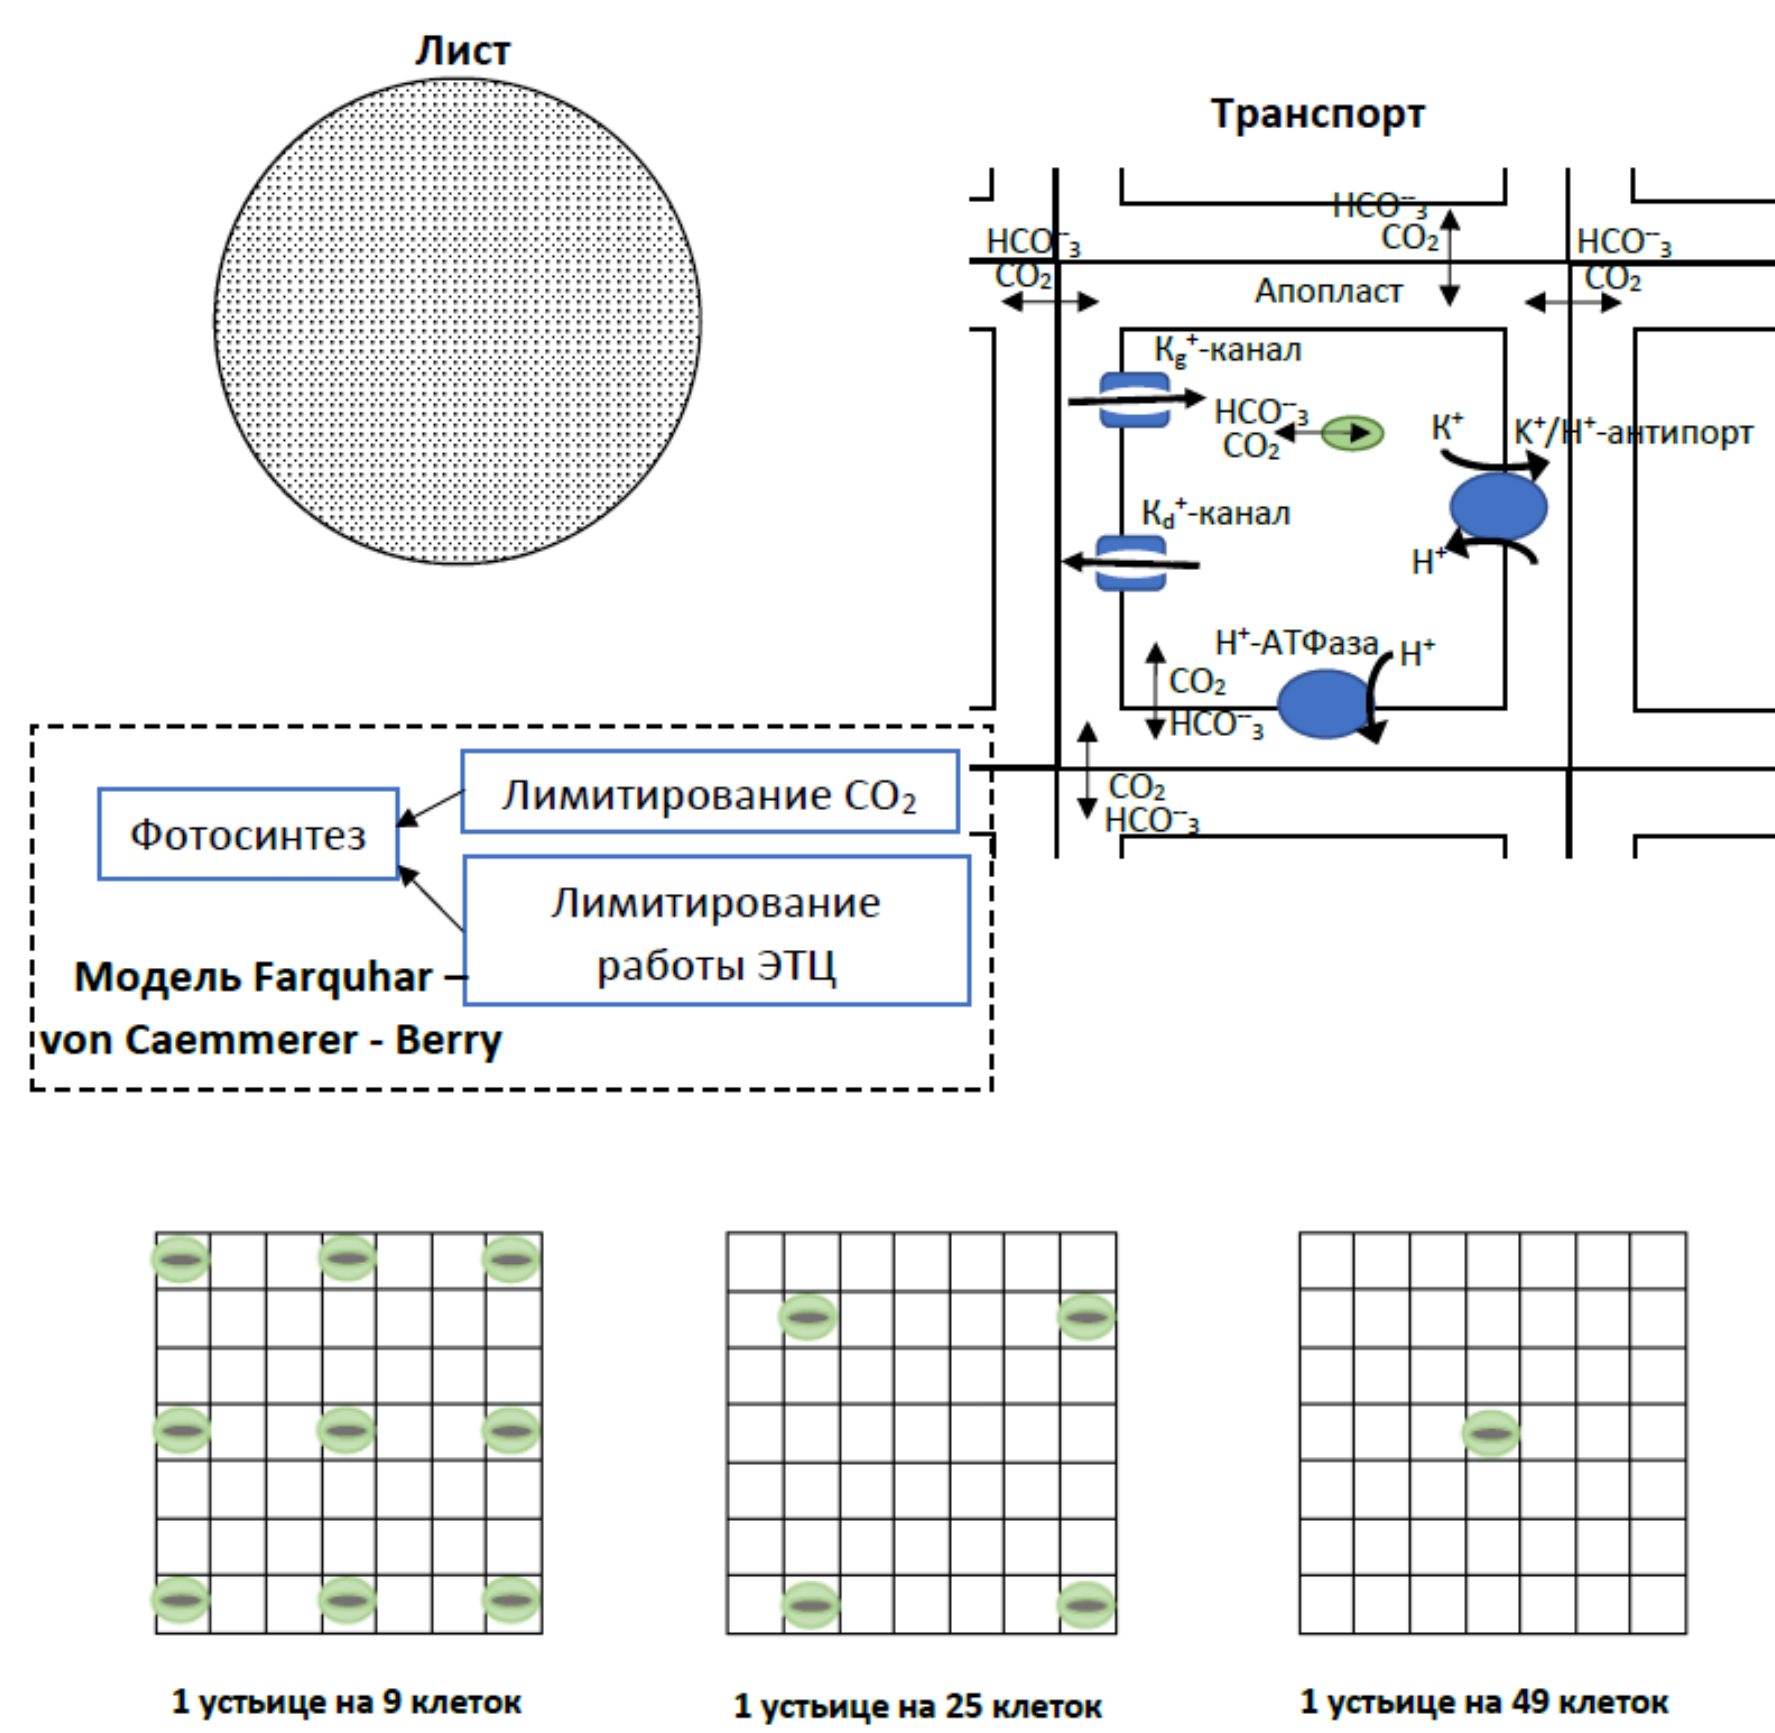 Лист
Транспорт
HCO⁻₃
CO₂
HCO⁻₃
CO₂
HCO⁻₃
CO₂
Апопласт
Kg⁺-канал
HCO⁻₃
CO₂
K⁺
K⁺/H⁺-антипорт
Kd⁺-канал
H⁺
H⁺-АТФаза
H⁺
CO₂
HCO⁻₃
CO₂
HCO⁻₃
Лимитирование CO₂
Фотосинтез
Лимитирование
работы ЭТЦ
Модель Farquhar –
von Caemmerer - Berry
1 устьице на 9 клеток
1 устьице на 25 клеток
1 устьице на 49 клеток